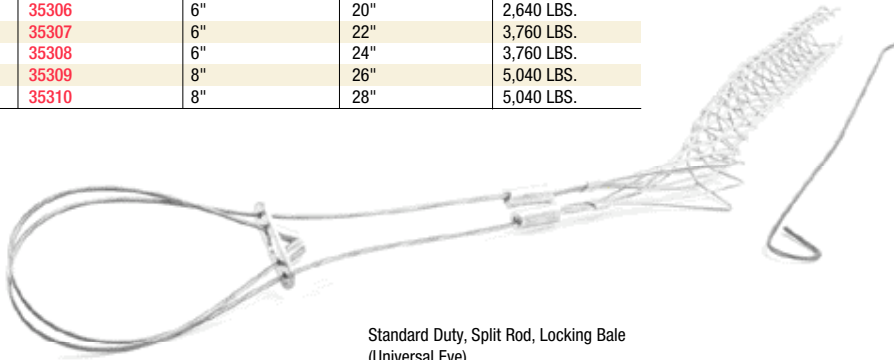 35306 6" 20" 2,640 LBS.
35307 6" 22" 3,760 LBS.
35308 6" 24" 3,760 LBS.
35309 8" 26" 5,040 LBS.
35310 8" 28" 5,040 LBS.
Standard Duty, Split Rod, Locking Bale
(Universal Eye)